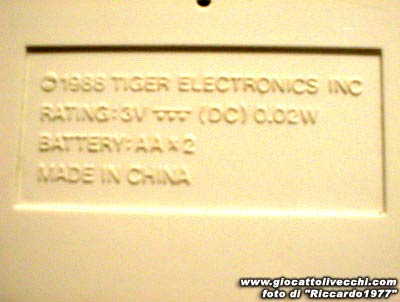 ©1988 TIGER ELECTRONICS INC
RATING: 3V ⎓ (DC) 0.02W
BATTERY: AA x 2
MADE IN CHINA
www.giocattolivecchi.com
foto di "Riccardo1977"